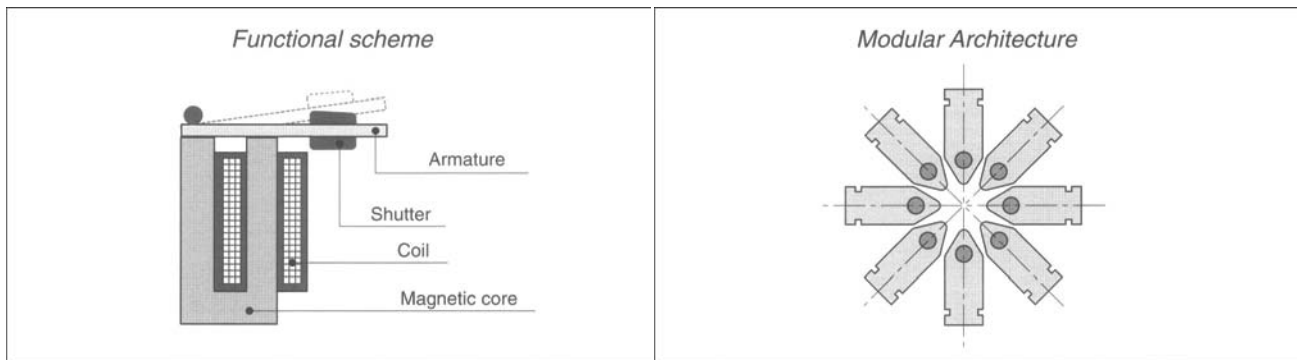 Functional scheme
Armature
Shutter
Coil
Magnetic core
Modular Architecture